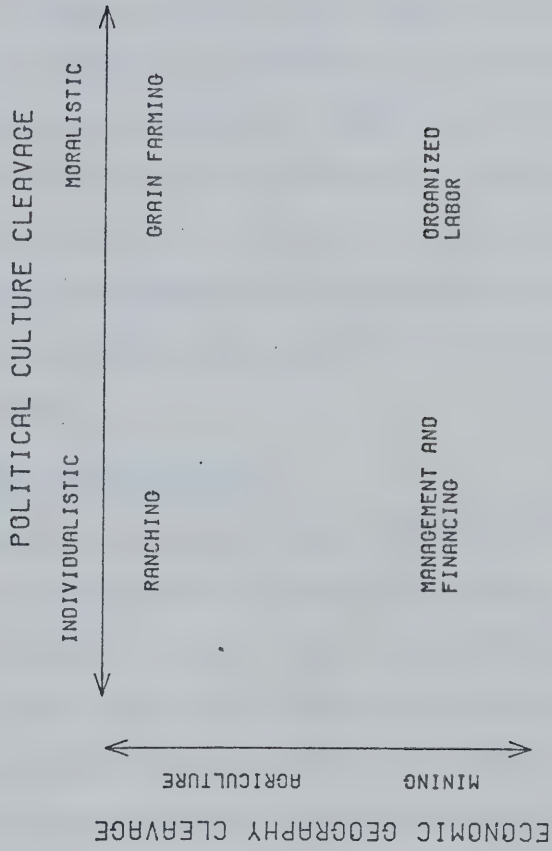 POLITICAL CULTURE CLEAVAGE
INDIVIDUALISTIC MORALISTIC
RANCHING GRAIN FARMING
MANAGEMENT AND
FINANCING
ORGANIZED
LABOR
ECONOMIC GEOGRAPHY CLEAVAGE
MINING AGRICULTURE